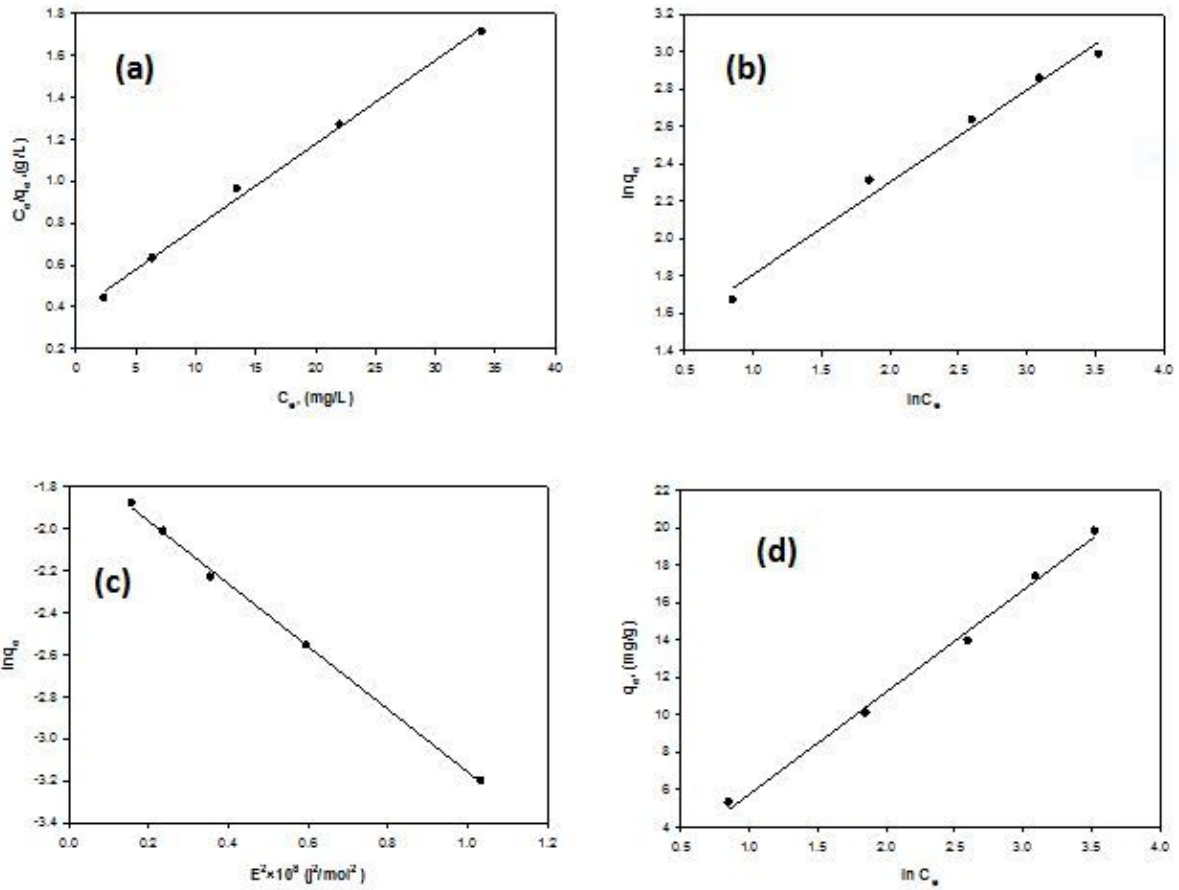 (a)
1.8
1.6
1.4
1.2
1.0
0.8
0.6
0.4
0.2
Cₑ/qₑ ,(g/L)
0 5 10 15 20 25 30 35 40
Cₑ, (mg/L)
(b)
3.2
3.0
2.8
2.6
2.4
2.2
2.0
1.8
1.6
1.4
lnqₑ
0.5 1.0 1.5 2.0 2.5 3.0 3.5 4.0
lnCₑ
(c)
-1.8
-2.0
-2.2
-2.4
-2.6
-2.8
-3.0
-3.2
-3.4
lnqₑ
0.0 0.2 0.4 0.6 0.8 1.0 1.2
E²×10⁸ (j²/mol²)
(d)
22
20
18
16
14
12
10
8
6
4
qₑ, (mg/g)
0.5 1.0 1.5 2.0 2.5 3.0 3.5 4.0
ln Cₑ